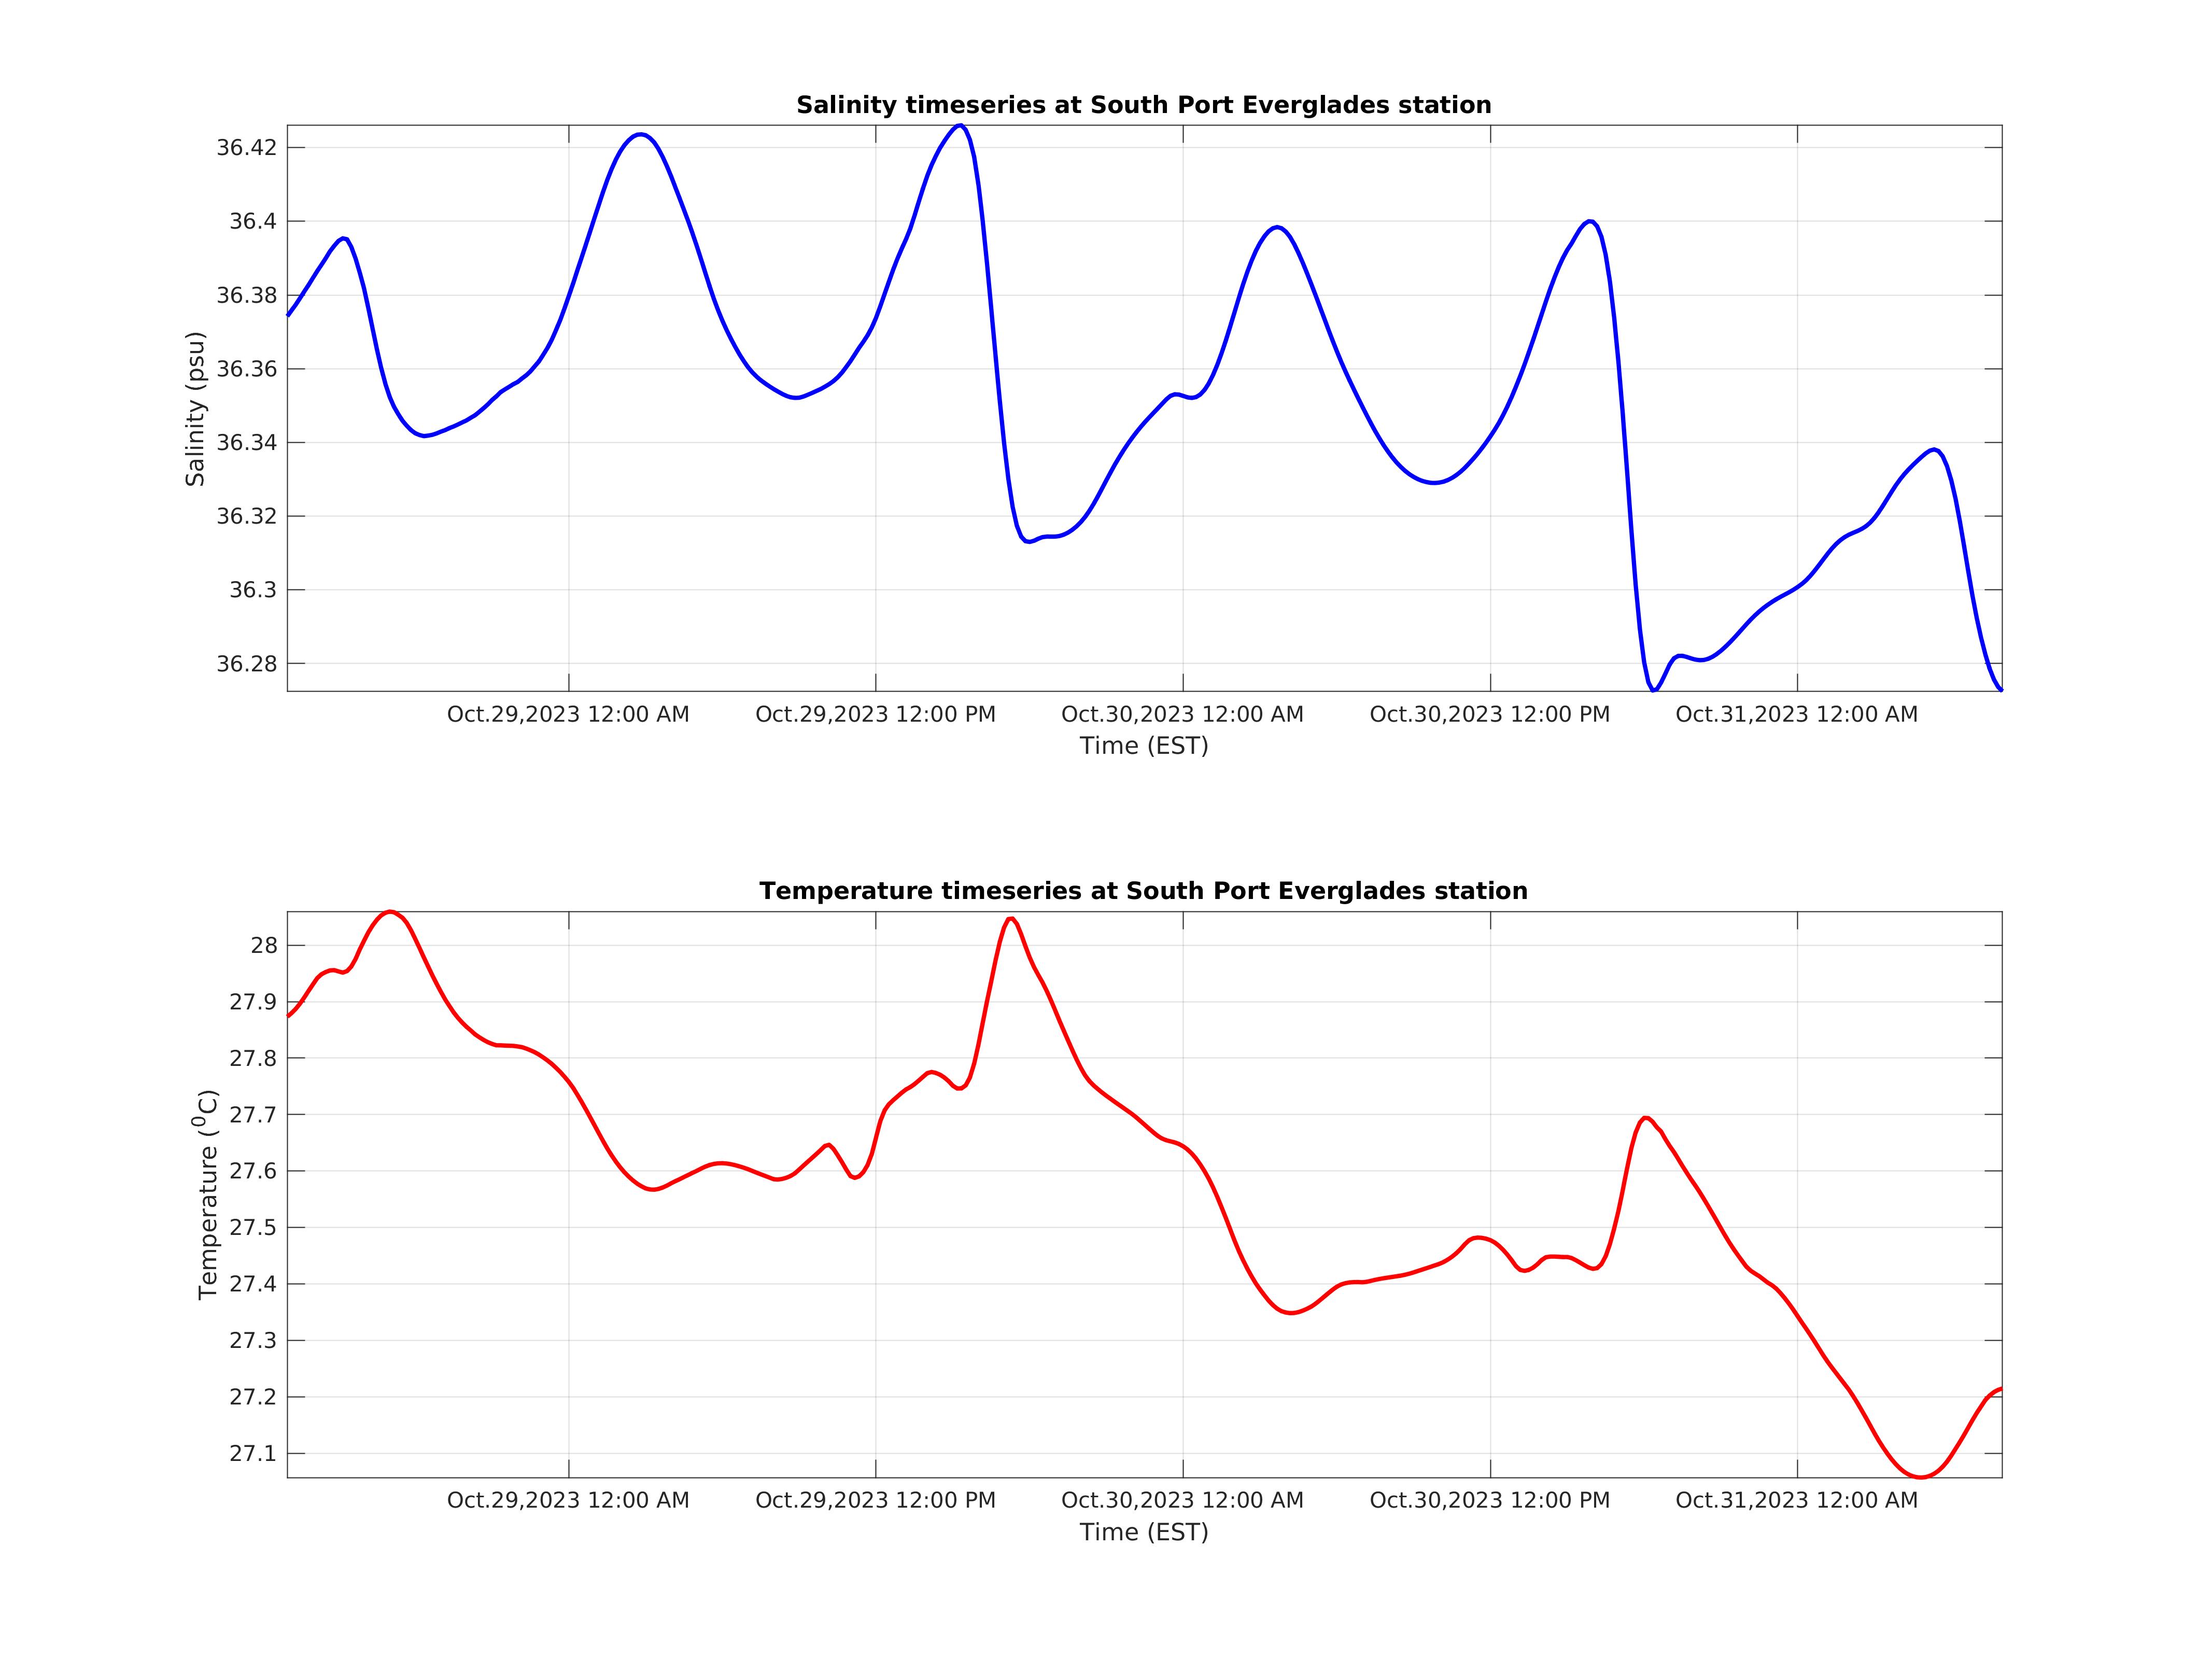 Salinity timeseries at South Port Everglades station
36.42
36.4
36.38
36.36
36.34
36.32
36.3
36.28
Salinity (psu)
Oct.29,2023 12:00 AM Oct.29,2023 12:00 PM Oct.30,2023 12:00 AM Oct.30,2023 12:00 PM Oct.31,2023 12:00 AM
Time (EST)
Temperature timeseries at South Port Everglades station
28
27.9
27.8
27.7
27.6
27.5
27.4
27.3
27.2
27.1
Temperature (⁰C)
Oct.29,2023 12:00 AM Oct.29,2023 12:00 PM Oct.30,2023 12:00 AM Oct.30,2023 12:00 PM Oct.31,2023 12:00 AM
Time (EST)